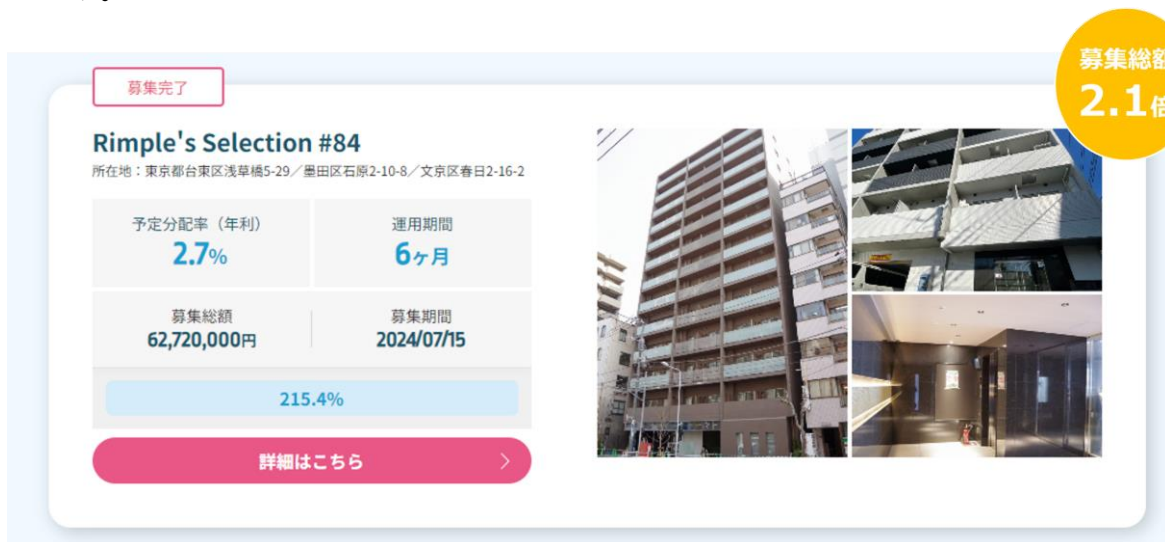 募集総額
2.1倍
募集完了
Rimple's Selection #84
所在地：東京都台東区浅草橋5-29／墨田区石原2-10-8／文京区春日2-16-2
予定分配率（年利）
2.7%
運用期間
6ヶ月
募集総額
62,720,000円
募集期間
2024/07/15
215.4%
詳細はこちら